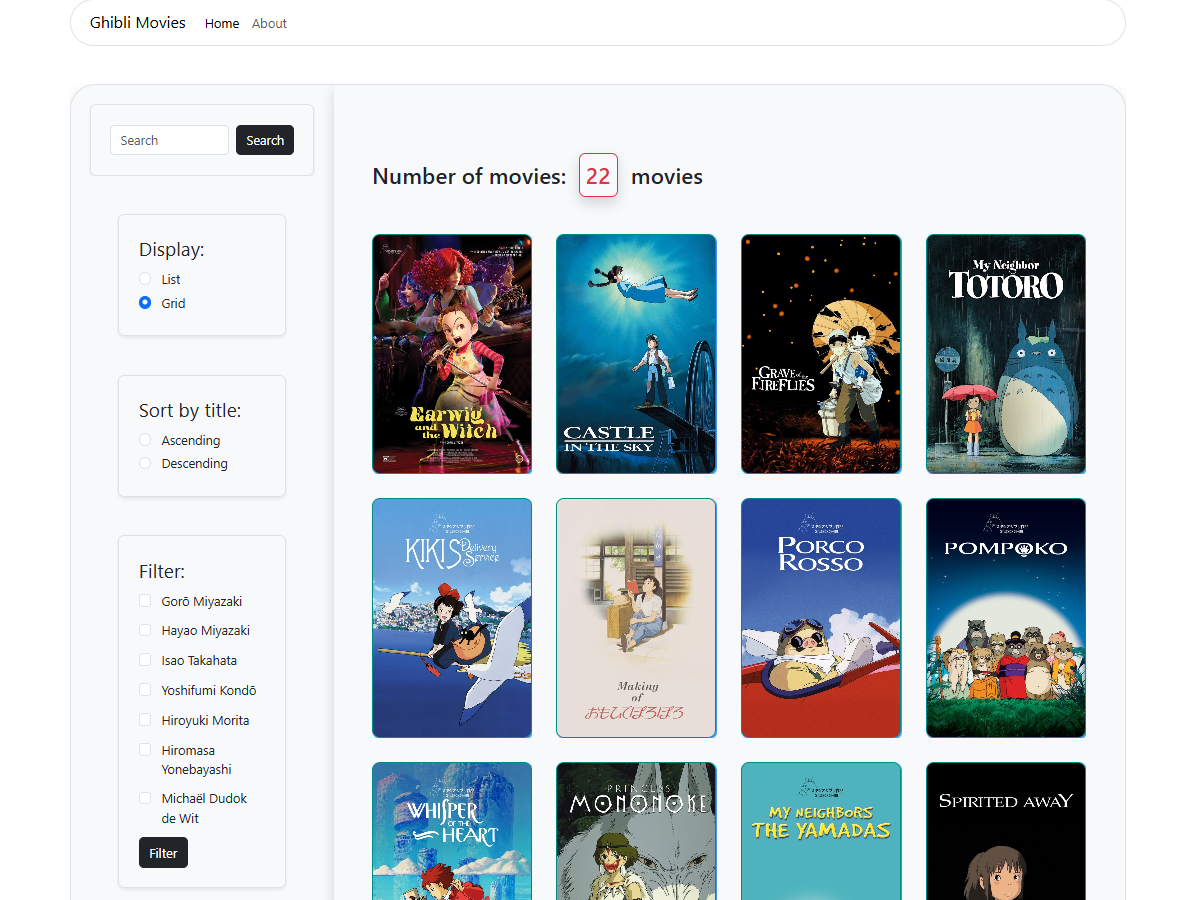 Ghibli Movies Home About
Search Search
Number of movies: 22 movies
Display:
List
Grid
Sort by title:
Ascending
Descending
Filter:
Gorō Miyazaki
Hayao Miyazaki
Isao Takahata
Yoshifumi Kondō
Hiroyuki Morita
Hiromasa
Yonebayashi
Michaël Dudok
de Wit
Filter
Earwig
and the Witch
CASTLE
IN THE SKY
GRAVE of the
FIREFLIES
My Neighbor
TOTORO
KIKI'S Delivery
Service
Making
of
おもひでぽろぽろ
PORCO
ROSSO
POMPOKO
WHISPER
OF THE
HEART
PRINCESS
MONONOKE
MY NEIGHBORS
THE YAMADAS
SPIRITED AWAY